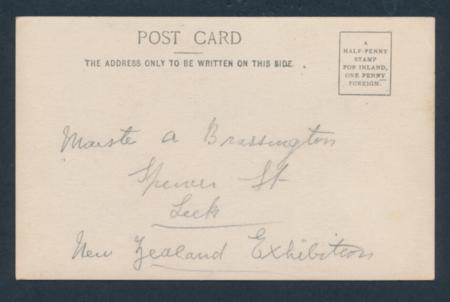 POST CARD
THE ADDRESS ONLY TO BE WRITTEN ON THIS SIDE.
A
HALF-PENNY
STAMP
FOR INLAND,
ONE PENNY
FOREIGN.
A Brassington
Spencer St
Leek
New Zealand Exhibition